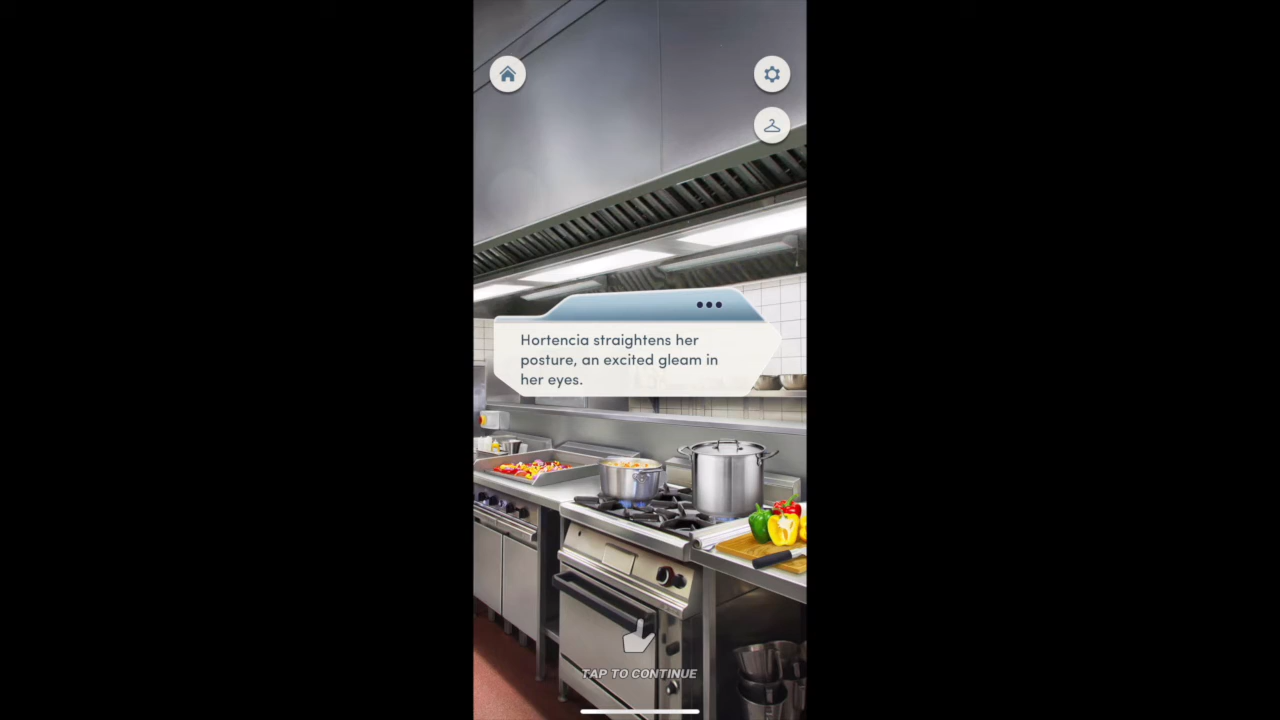 Hortencia straightens her
posture, an excited gleam in
her eyes.
TAP TO CONTINUE